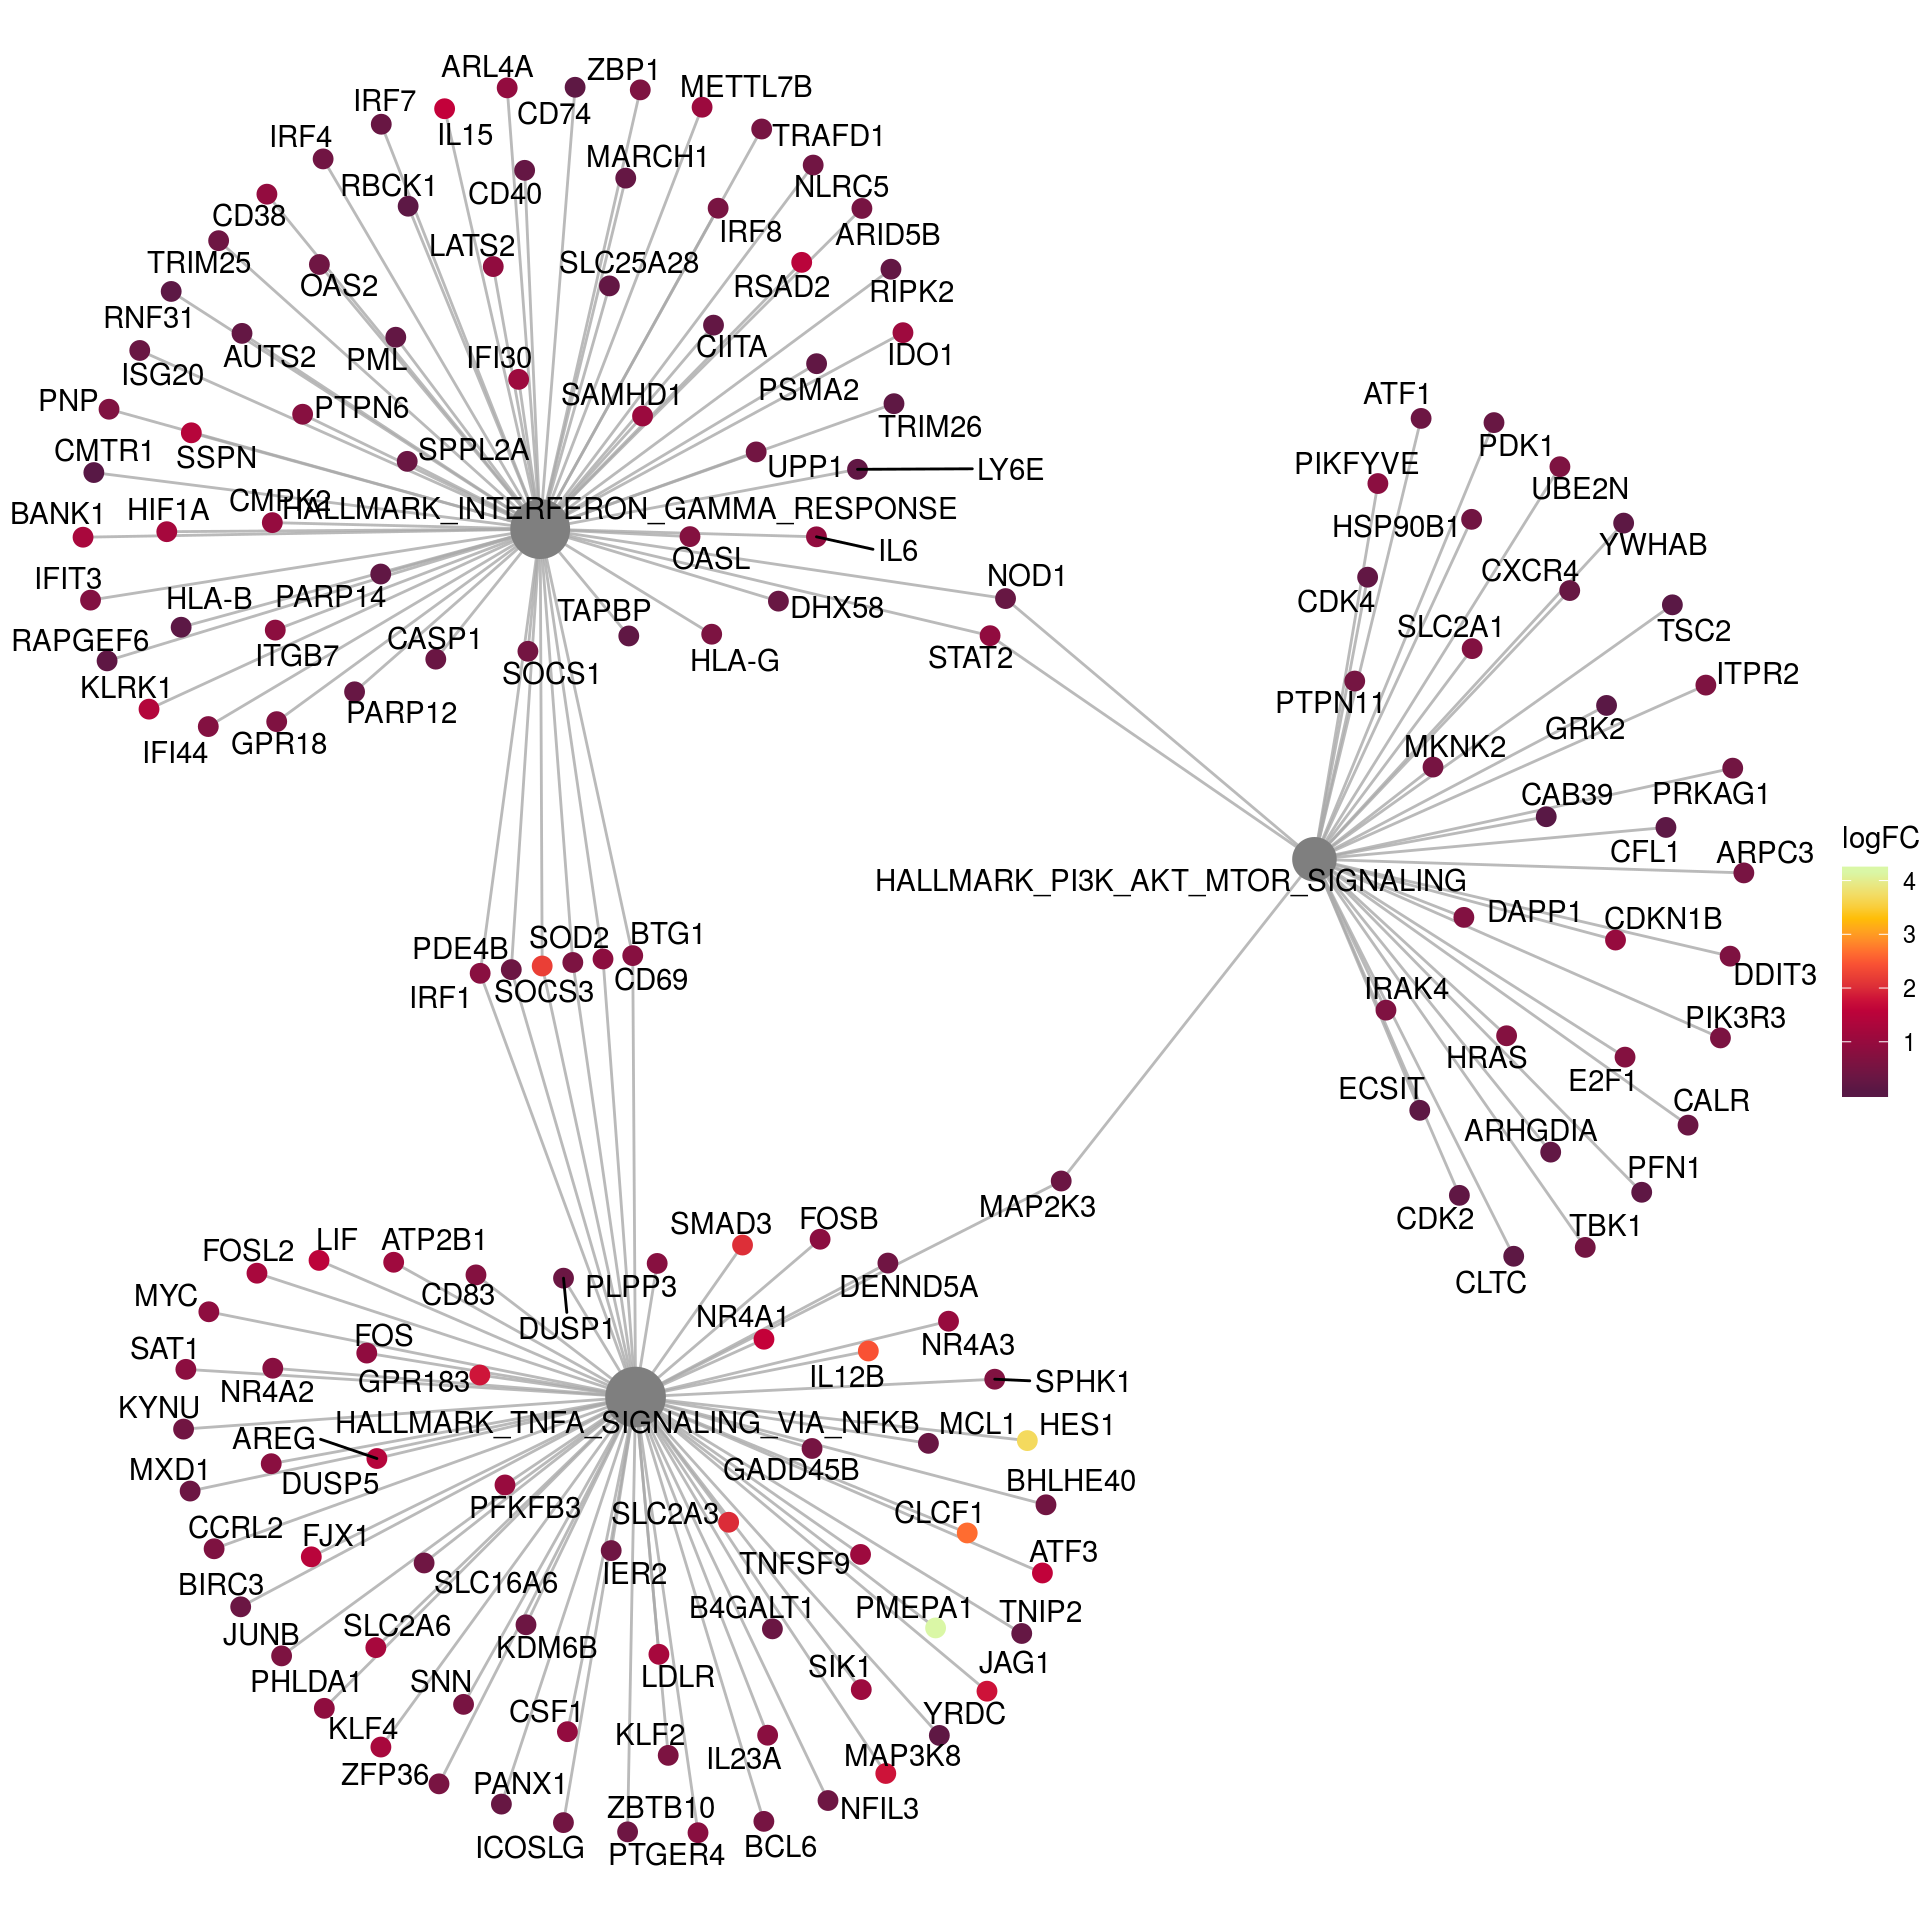 ARL4A
ZBP1
METTL7B
IRF7
CD74
IL15
TRAFD1
IRF4
MARCH1
RBCK1
CD40
NLRC5
CD38
IRF8
ARID5B
LATS2
TRIM25
SLC25A28
OAS2
RSAD2
RIPK2
RNF31
CIITA
AUTS2
PML
IFI30
IDO1
ISG20
PSMA2
SAMHD1
PNP
PTPN6
TRIM26
CMTR1
SSPN
SPPL2A
UPP1
LY6E
CMPK2
HALLMARK_INTERFERON_GAMMA_RESPONSE
BANK1
HIF1A
OASL
IL6
IFIT3
HLA-B
PARP14
NOD1
TAPBP
DHX58
RAPGEF6
ITGB7
CASP1
SOCS1
HLA-G
STAT2
KLRK1
PARP12
IFI44
GPR18
ATF1
PDK1
PIKFYVE
UBE2N
HSP90B1
YWHAB
CXCR4
CDK4
SLC2A1
TSC2
ITPR2
PTPN11
GRK2
MKNK2
CAB39
PRKAG1
CFL1
ARPC3
HALLMARK_PI3K_AKT_MTOR_SIGNALING
DAPP1
CDKN1B
DDIT3
IRAK4
PIK3R3
HRAS
E2F1
ECSIT
CALR
ARHGDIA
PFN1
CDK2
TBK1
CLTC
logFC
4
3
2
1
PDE4B
SOD2
BTG1
IRF1
SOCS3
CD69
MAP2K3
SMAD3
FOSB
FOSL2
LIF
ATP2B1
CD83
PLPP3
DENND5A
MYC
DUSP1
NR4A1
SAT1
FOS
NR4A3
NR4A2
GPR183
IL12B
SPHK1
KYNU
HALLMARK_TNFA_SIGNALING_VIA_NFKB
MCL1
HES1
AREG
MXD1
DUSP5
GADD45B
BHLHE40
PFKFB3
SLC2A3
CLCF1
CCRL2
FJX1
TNFSF9
ATF3
BIRC3
SLC16A6
IER2
B4GALT1
PMEPA1
TNIP2
JUNB
SLC2A6
KDM6B
JAG1
PHLDA1
SNN
LDLR
SIK1
CSF1
YRDC
KLF4
KLF2
IL23A
MAP3K8
ZFP36
PANX1
ZBTB10
NFIL3
ICOSLG
PTGER4
BCL6